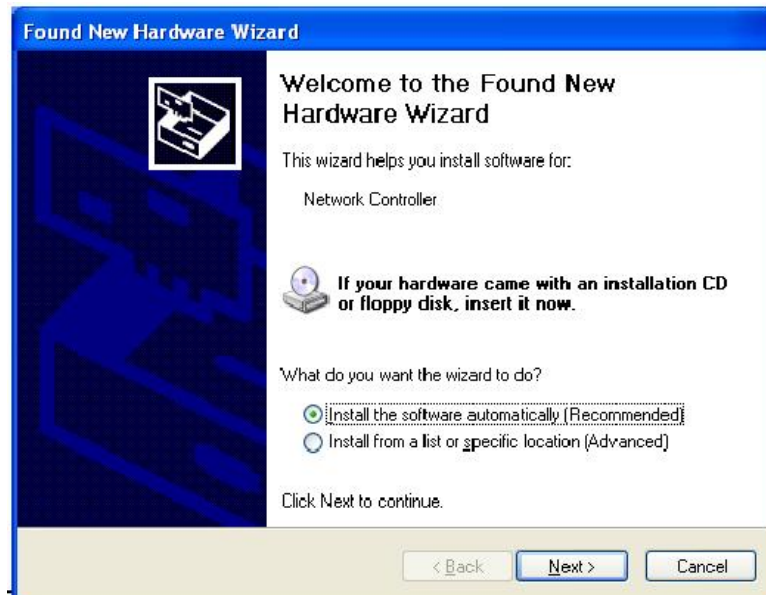 Found New Hardware Wizard
Welcome to the Found New
Hardware Wizard
This wizard helps you install software for:
Network Controller
If your hardware came with an installation CD
or floppy disk, insert it now.
What do you want the wizard to do?
Install the software automatically (Recommended)
Install from a list or specific location (Advanced)
Click Next to continue.
< Back Next > Cancel